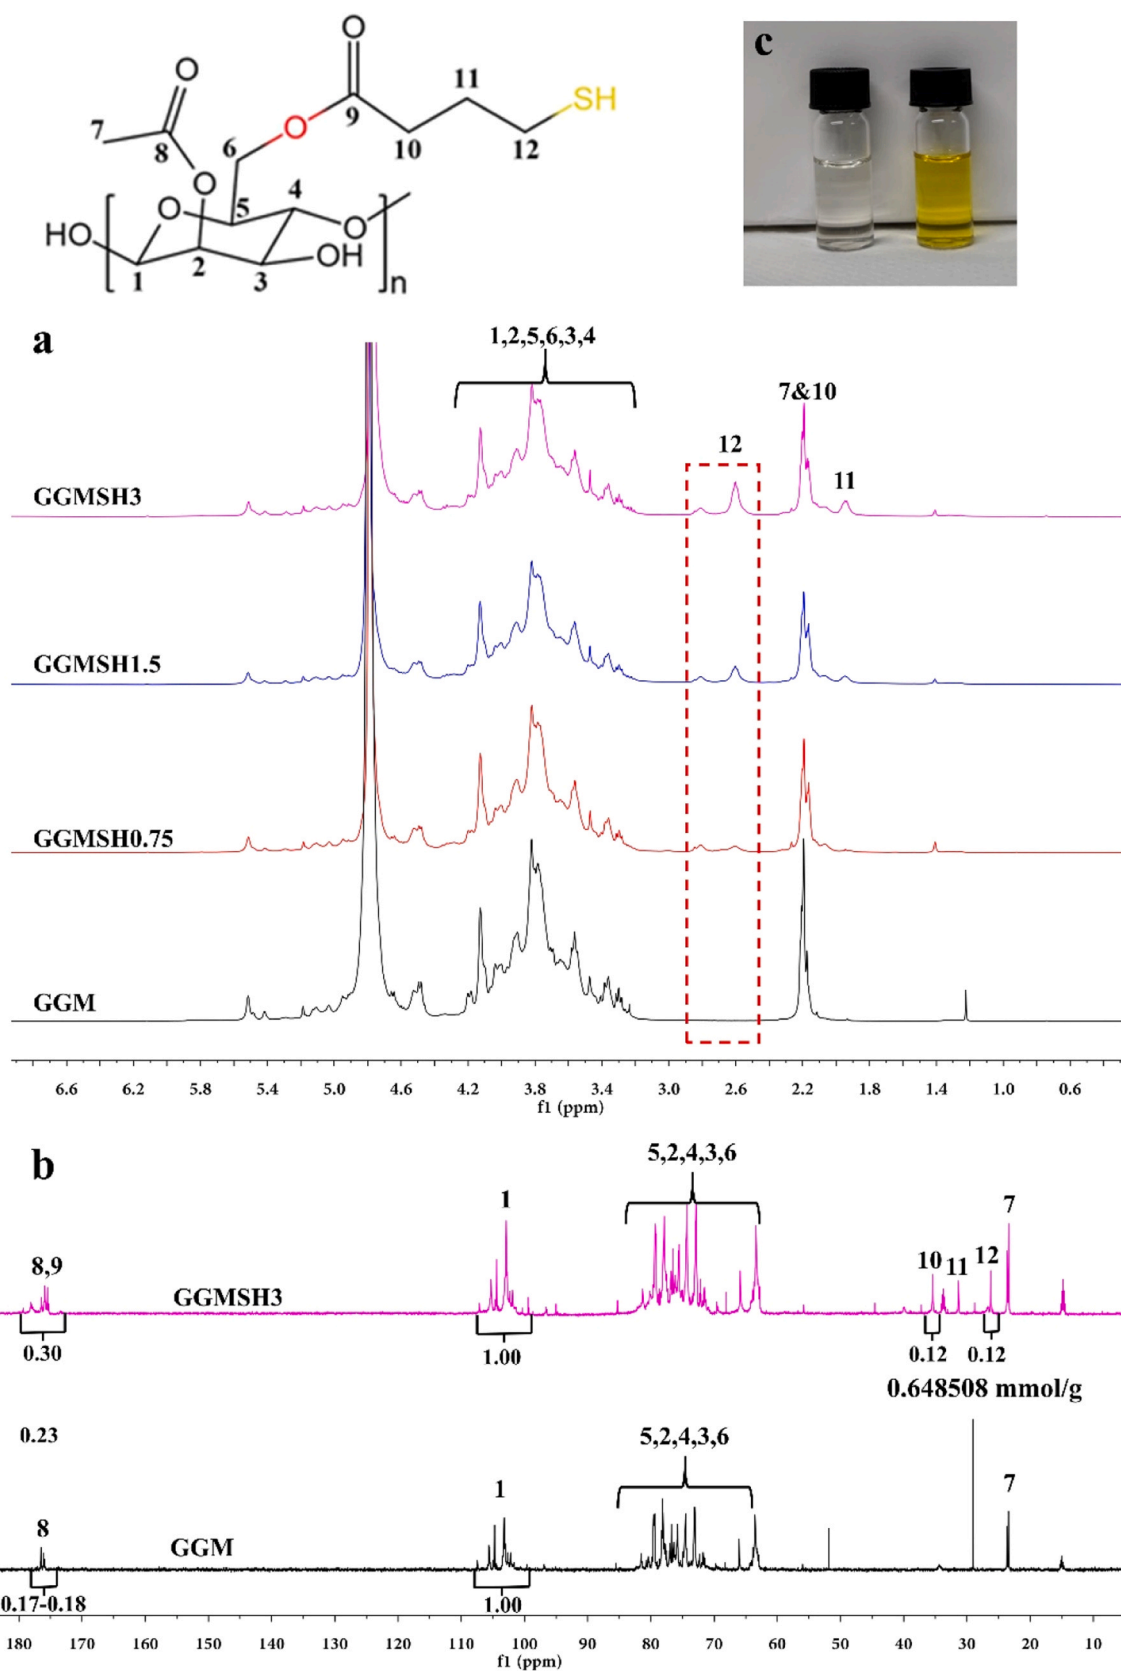 O
11
SH
O
9
7
O
10
12
8
6
O
4
O
5
O
HO
OH
2
1
3
n
c
a
1,2,5,6,3,4
7&10
12
11
GGMSH3
GGMSH1.5
GGMSH0.75
GGM
6.6 6.2 5.8 5.4 5.0 4.6 4.2 3.8 3.4 3.0 2.6 2.2 1.8 1.4 1.0 0.6
f1 (ppm)
b
5,2,4,3,6
1
7
8,9
10 11 12
GGMSH3
0.30
1.00
0.12 0.12
0.648508 mmol/g
0.23
5,2,4,3,6
1
7
8
GGM
0.17-0.18
1.00
180 170 160 150 140 130 120 110 100 90 80 70 60 50 40 30 20 10
f1 (ppm)